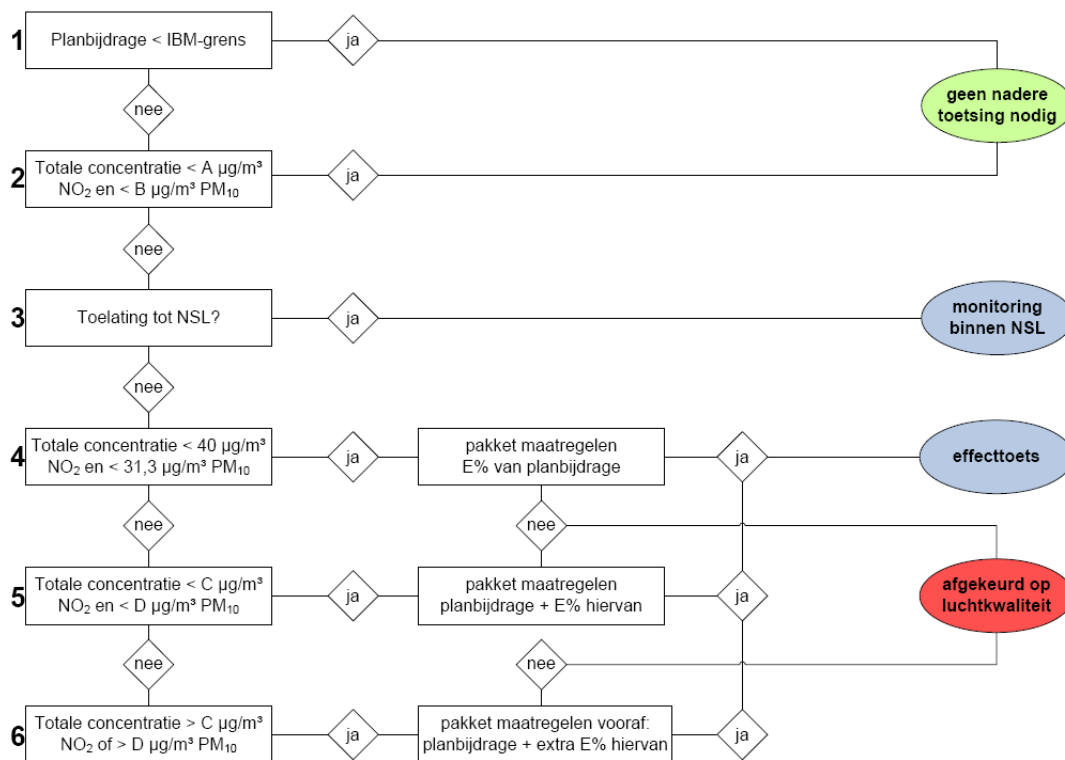 1
Planbijdrage < IBM-grens
ja
geen nadere
toetsing nodig
nee
2
Totale concentratie < A µg/m³
NO₂ en < B µg/m³ PM₁₀
ja
nee
3
Toelating tot NSL?
ja
monitoring
binnen NSL
nee
4
Totale concentratie < 40 µg/m³
NO₂ en < 31,3 µg/m³ PM₁₀
ja
pakket maatregelen
E% van planbijdrage
ja
effecttoets
nee
nee
5
Totale concentratie < C µg/m³
NO₂ en < D µg/m³ PM₁₀
ja
pakket maatregelen
planbijdrage + E% hiervan
ja
afgekeurd op
luchtkwaliteit
nee
nee
6
Totale concentratie > C µg/m³
NO₂ of > D µg/m³ PM₁₀
ja
pakket maatregelen vooraf:
planbijdrage + extra E% hiervan
ja